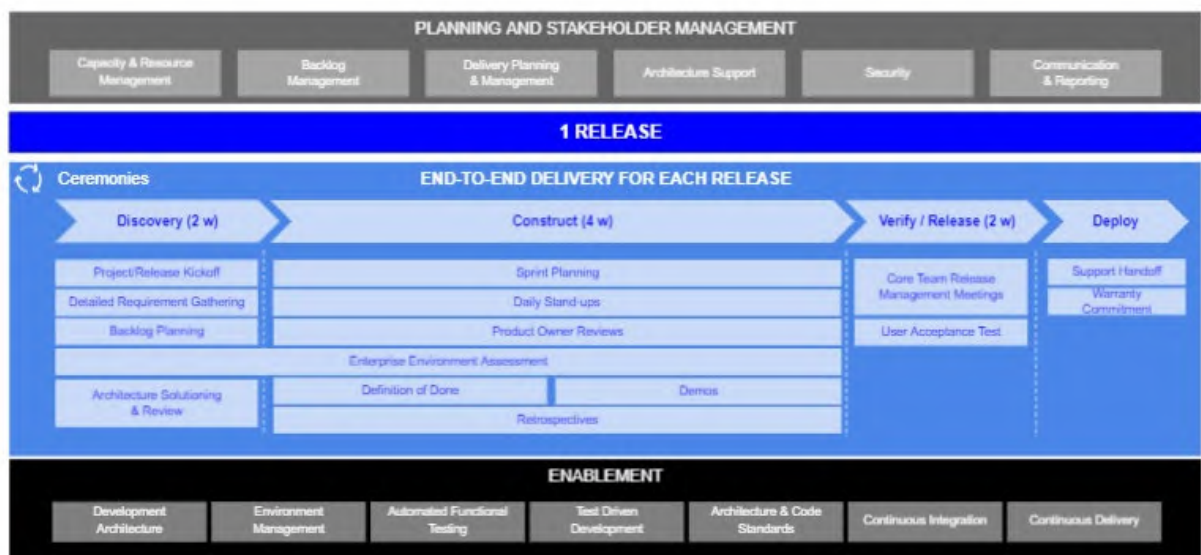 PLANNING AND STAKEHOLDER MANAGEMENT
Capacity & Resource
Management
Backlog
Management
Delivery Planning
& Management
Architecture Support
Security
Communication
& Reporting
1 RELEASE
Ceremonies
END-TO-END DELIVERY FOR EACH RELEASE
Discovery (2 w)
Construct (4 w)
Verify / Release (2 w)
Deploy
Project/Release Kickoff
Detailed Requirement Gathering
Backlog Planning
Sprint Planning
Daily Stand-ups
Product Owner Reviews
Enterprise Environment Assessment
Architecture Solutioning
& Review
Definition of Done
Demos
Retrospectives
Core Team Release
Management Meetings
User Acceptance Test
Support Handoff
Warranty
Commitment
ENABLEMENT
Development
Architecture
Environment
Management
Automated Functional
Testing
Test Driven
Development
Architecture & Code
Standards
Continuous Integration
Continuous Delivery